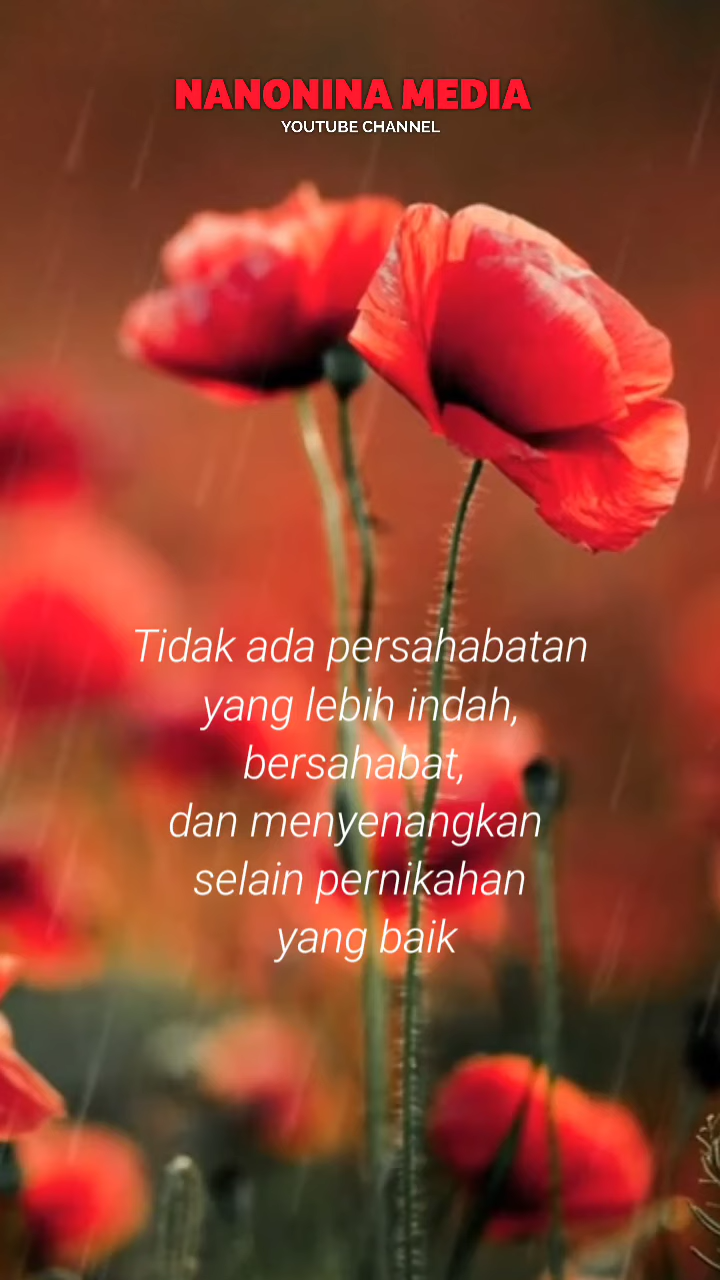 NANONINA MEDIA
YOUTUBE CHANNEL
Tidak ada persahabatan
yang lebih indah,
bersahabat,
dan menyenangkan
selain pernikahan
yang baik